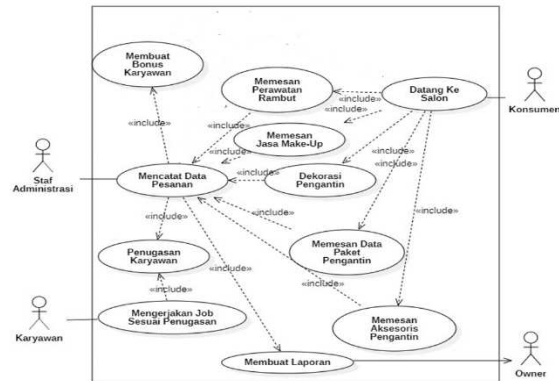 Membuat
Bonus
Karyawan
Memesan
Perawatan
Rambut
Datang Ke
Salon
Konsumen
«include»
«include»
«include»
«include»
Memesan
Jasa Make-Up
«include»
«include»
Staf
Administrasi
Mencatat Data
Pesanan
«include»
Dekorasi
Pengantin
«include»
«include»
«include»
«include»
Penugasan
Karyawan
Memesan Data
Paket
Pengantin
«include»
«include»
«include»
«include»
Karyawan
Mengerjakan Job
Sesuai Penugasan
Memesan
Aksesoris
Pengantin
Membuat Laporan
Owner